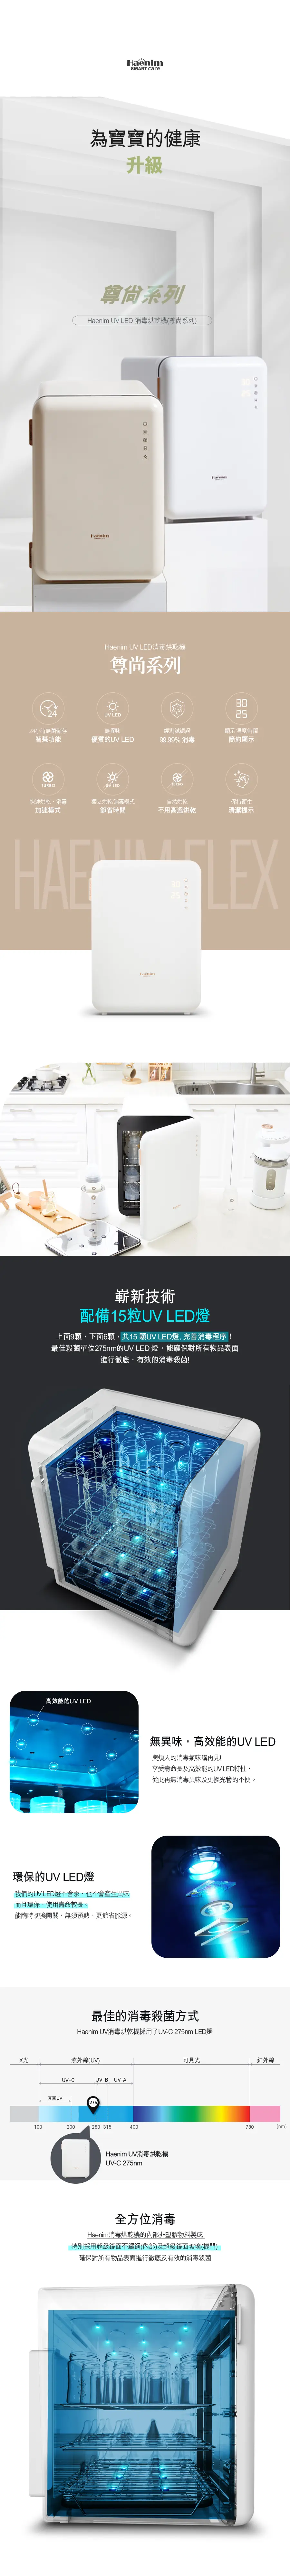 Haenim
SMART care
為寶寶的健康
升級
尊尚系列
Haenim UV LED 消毒烘乾機(尊尚系列)
Haenim
Haenim
Haenim UV LED消毒烘乾機
尊尚系列
24
UV LED
30
25
24小時無菌儲存
智慧功能
無異味
優質的UV LED
經測試認證
99.99% 消毒
顯示溫度/時間
簡約顯示
TURBO
UV LED
快速烘乾、消毒
加速模式
獨立烘乾/消毒模式
節省時間
自然烘乾
不用高溫烘乾
保持衛生
清潔提示
HAENIM FLEX
Haenim
嶄新技術
配備15粒UV LED燈
上面9顆，下面6顆，共15 顆UV LED燈, 完善消毒程序！
最佳殺菌單位275nm的UV LED 燈，能確保對所有物品表面
進行徹底、有效的消毒殺菌!
高效能的UV LED
無異味，高效能的UV LED
與煩人的消毒氣味講再見!
享受壽命長及高效能的UV LED特性，
從此再無消毒異味及更換光管的不便。
環保的UV LED燈
我們的UV LED燈不含汞，也不會產生異味
而且環保，使用壽命較長。
能隨時切換開關，無須預熱，更節省能源。
最佳的消毒殺菌方式
Haenim UV消毒烘乾機採用了UV-C 275nm LED燈
X光 紫外線(UV) 可見光 紅外線
UV-C UV-B UV-A
真空UV
275
100 200 280 315 400 780 (nm)
Haenim UV消毒烘乾機
UV-C 275nm
全方位消毒
Haenim消毒烘乾機的內部非塑膠物料製成
特別採用超級鏡面不鏽鋼(內部)及超級鏡面玻璃(機門)
確保對所有物品表面進行徹底及有效的消毒殺菌